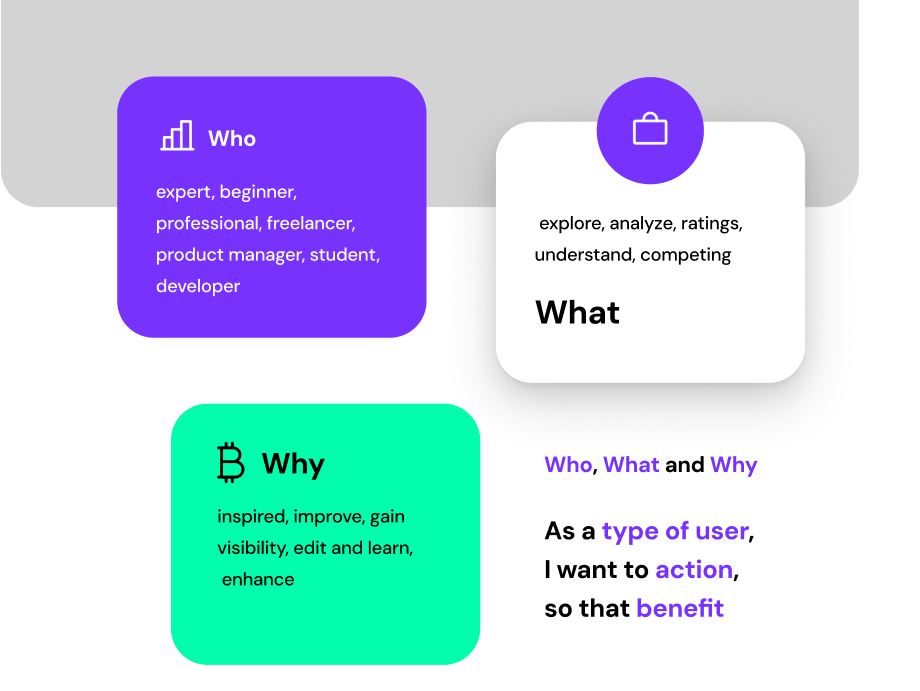 Who
expert, beginner,
professional, freelancer,
product manager, student,
developer
explore, analyze, ratings,
understand, competing
What
Why
inspired, improve, gain
visibility, edit and learn,
enhance
Who, What and Why
As a type of user,
I want to action,
so that benefit